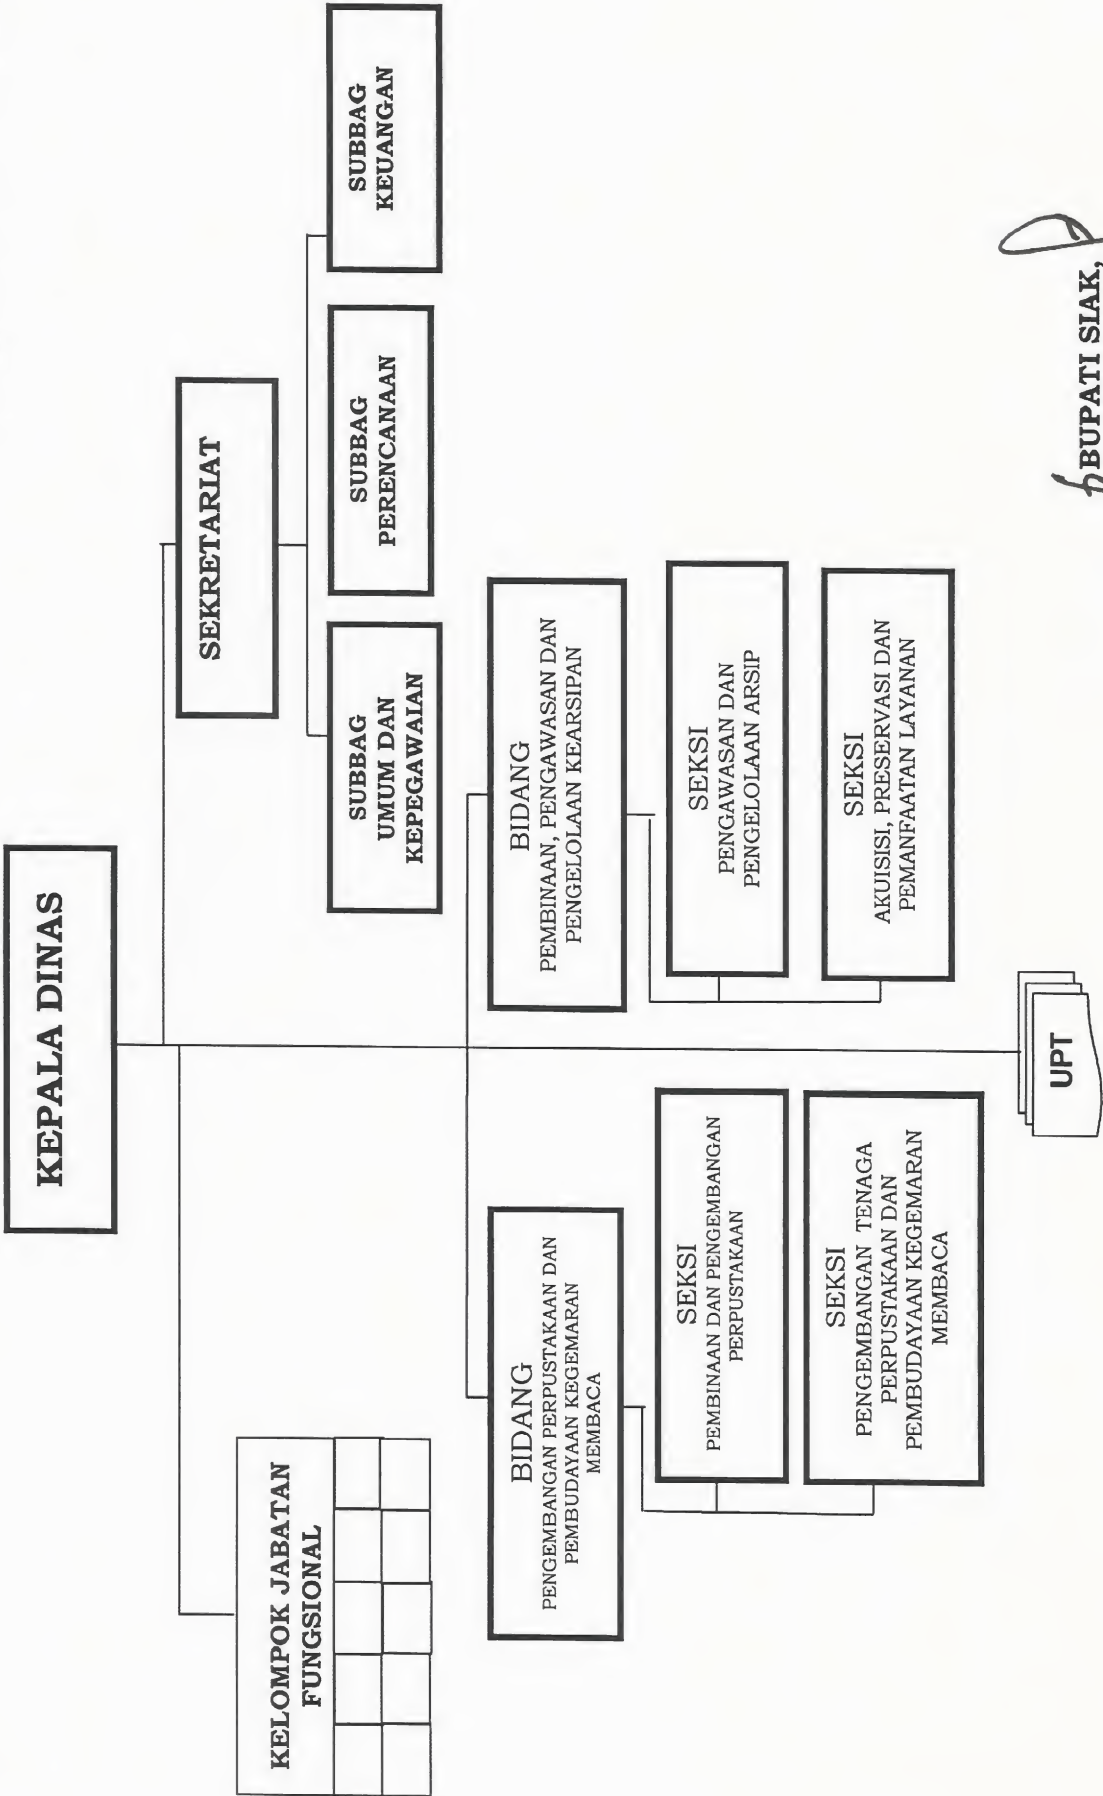 KEPALA DINAS
KELOMPOK JABATAN
FUNGSIONAL
SEKRETARIAT
SUBBAG
UMUM DAN
KEPEGAWAIAN
SUBBAG
PERENCANAAN
SUBBAG
KEUANGAN
BIDANG
PENGEMBANGAN PERPUSTAKAAN DAN
PEMBUDAYAAN KEGEMARAN
MEMBACA
SEKSI
PEMBINAAN DAN PENGEMBANGAN
PERPUSTAKAAN
SEKSI
PENGEMBANGAN TENAGA
PERPUSTAKAAN DAN
PEMBUDAYAAN KEGEMARAN
MEMBACA
BIDANG
PEMBINAAN, PENGAWASAN DAN
PENGELOLAAN KEARSIPAN
SEKSI
PENGAWASAN DAN
PENGELOLAAN ARSIP
SEKSI
AKUISISI, PRESERVASI DAN
PEMANFAATAN LAYANAN
UPT
BUPATI SIAK,